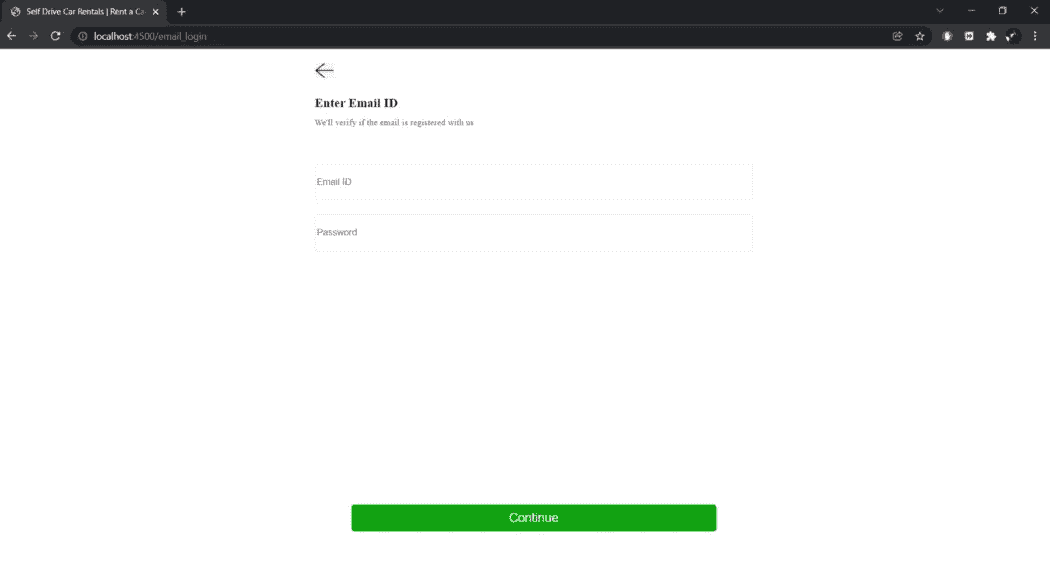 Self Drive Car Rentals | Rent a Ca
localhost:4500/email_login
Enter Email ID
We'll verify if the email is registered with us
Email ID
Password
Continue